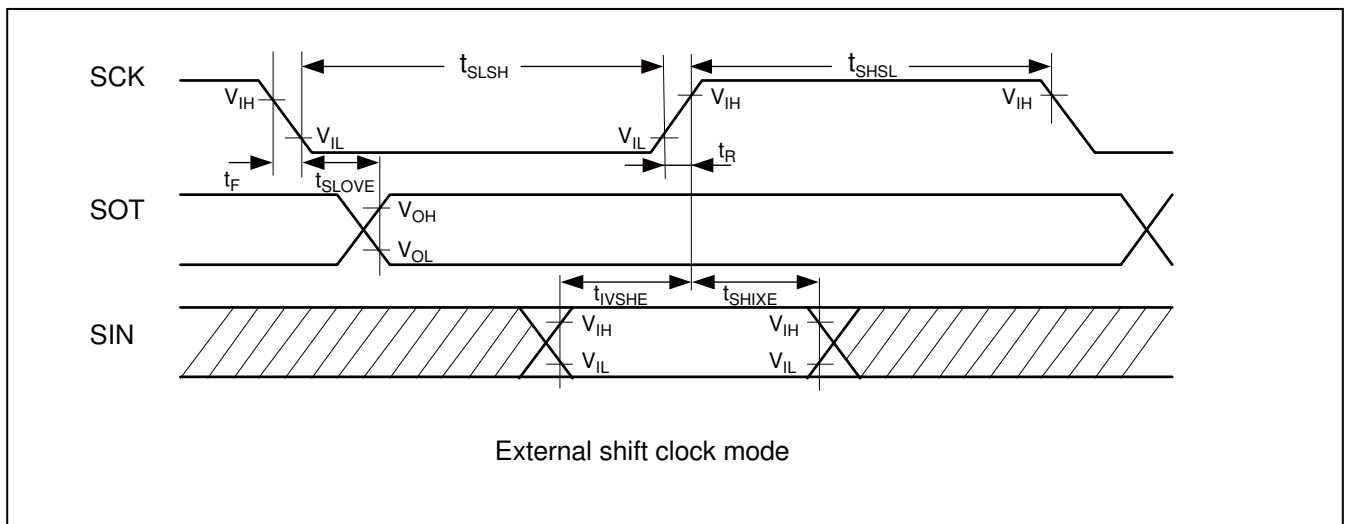 SCK
tSLSH
tSHSL
VIH
VIH
VIH
VIL
VIL
tR
tF
tSLOVE
SOT
VOH
VOL
tIVSHE
tSHIXE
SIN
VIH
VIH
VIL
VIL
External shift clock mode